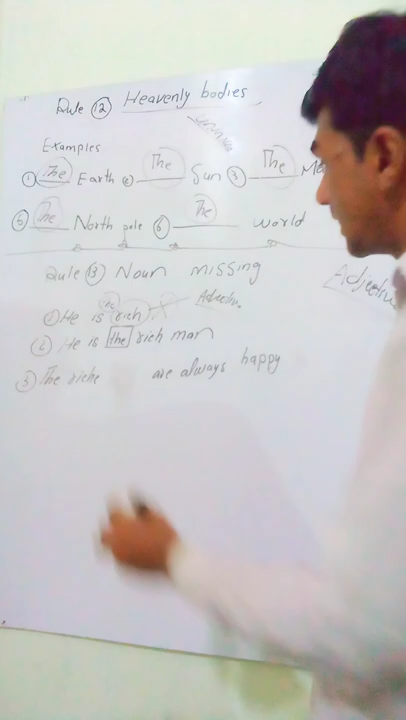 Rule ⑫ Heavenly bodies
Examples
① The Earth ② The Sun ③ The
⑤ The North pole ⑥ The world
Rule ⑬ Noun missing
Adjective
① He is the rich X Adjective.
② He is the rich man
③ The riche are always happy